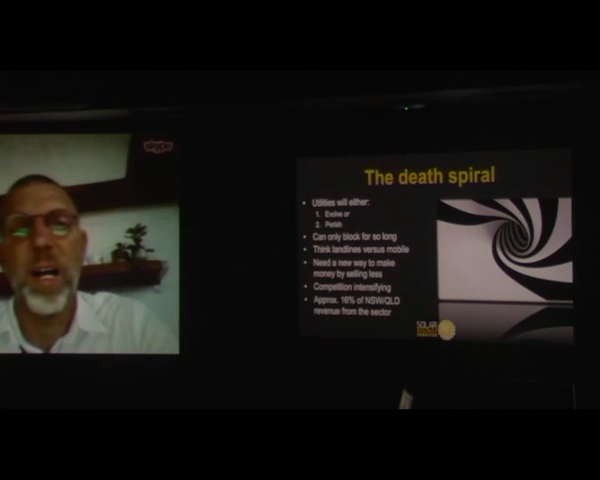 skype
The death spiral
• Utilities will either:
1. Evolve or
2. Perish
• Can only block for so long
• Think landlines versus mobile
• Need a new way to make
money by selling less
• Competition intensifying
• Approx. 16% of NSW/QLD
revenue from the sector
SOLAR